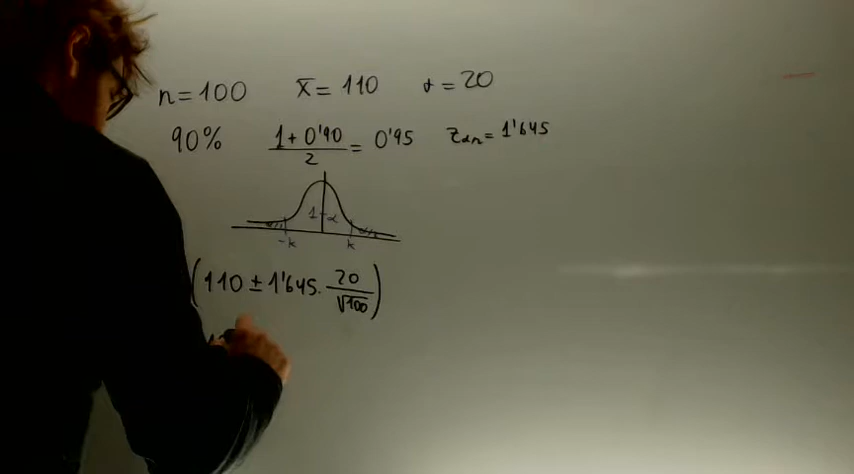 n = 100 x̄ = 110 σ = 20
90% (1 + 0'90)/2 = 0'95 zα/2 = 1'645
1-α
-k k
(110 ± 1'645 · 20/√100)